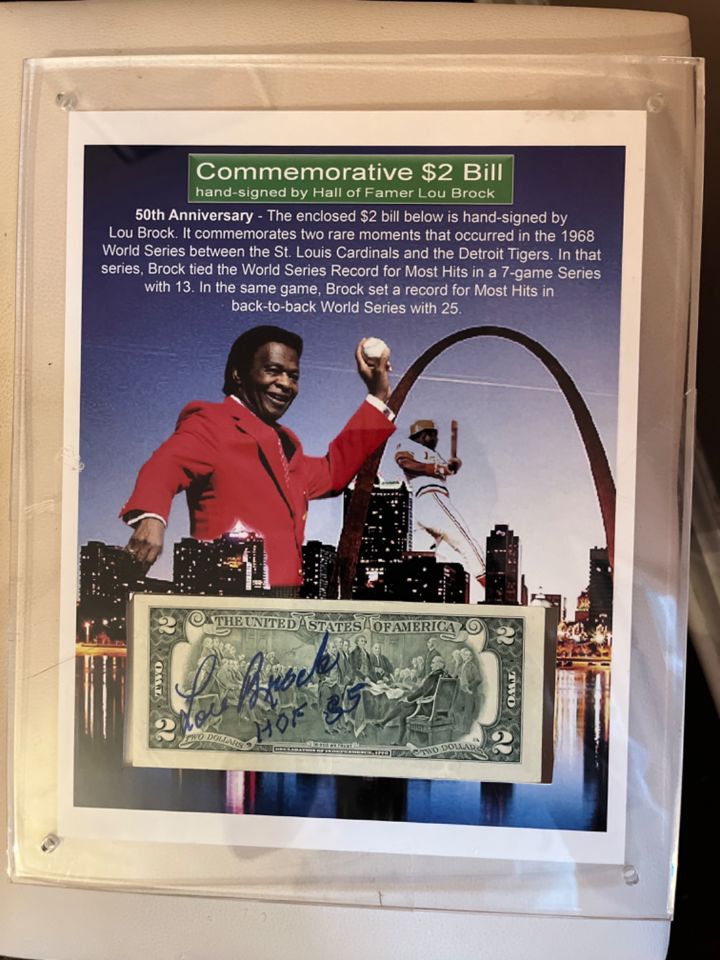 Commemorative $2 Bill
hand-signed by Hall of Famer Lou Brock
50th Anniversary - The enclosed $2 bill below is hand-signed by
Lou Brock. It commemorates two rare moments that occurred in the 1968
World Series between the St. Louis Cardinals and the Detroit Tigers. In that
series, Brock tied the World Series Record for Most Hits in a 7-game Series
with 13. In the same game, Brock set a record for Most Hits in
back-to-back World Series with 25.
2 THE UNITED STATES OF AMERICA 2
TWO TWO
Lou Brock
HOF 85
2 TWO DOLLARS TWO DOLLARS 2
DECLARATION OF INDEPENDENCE, 1776